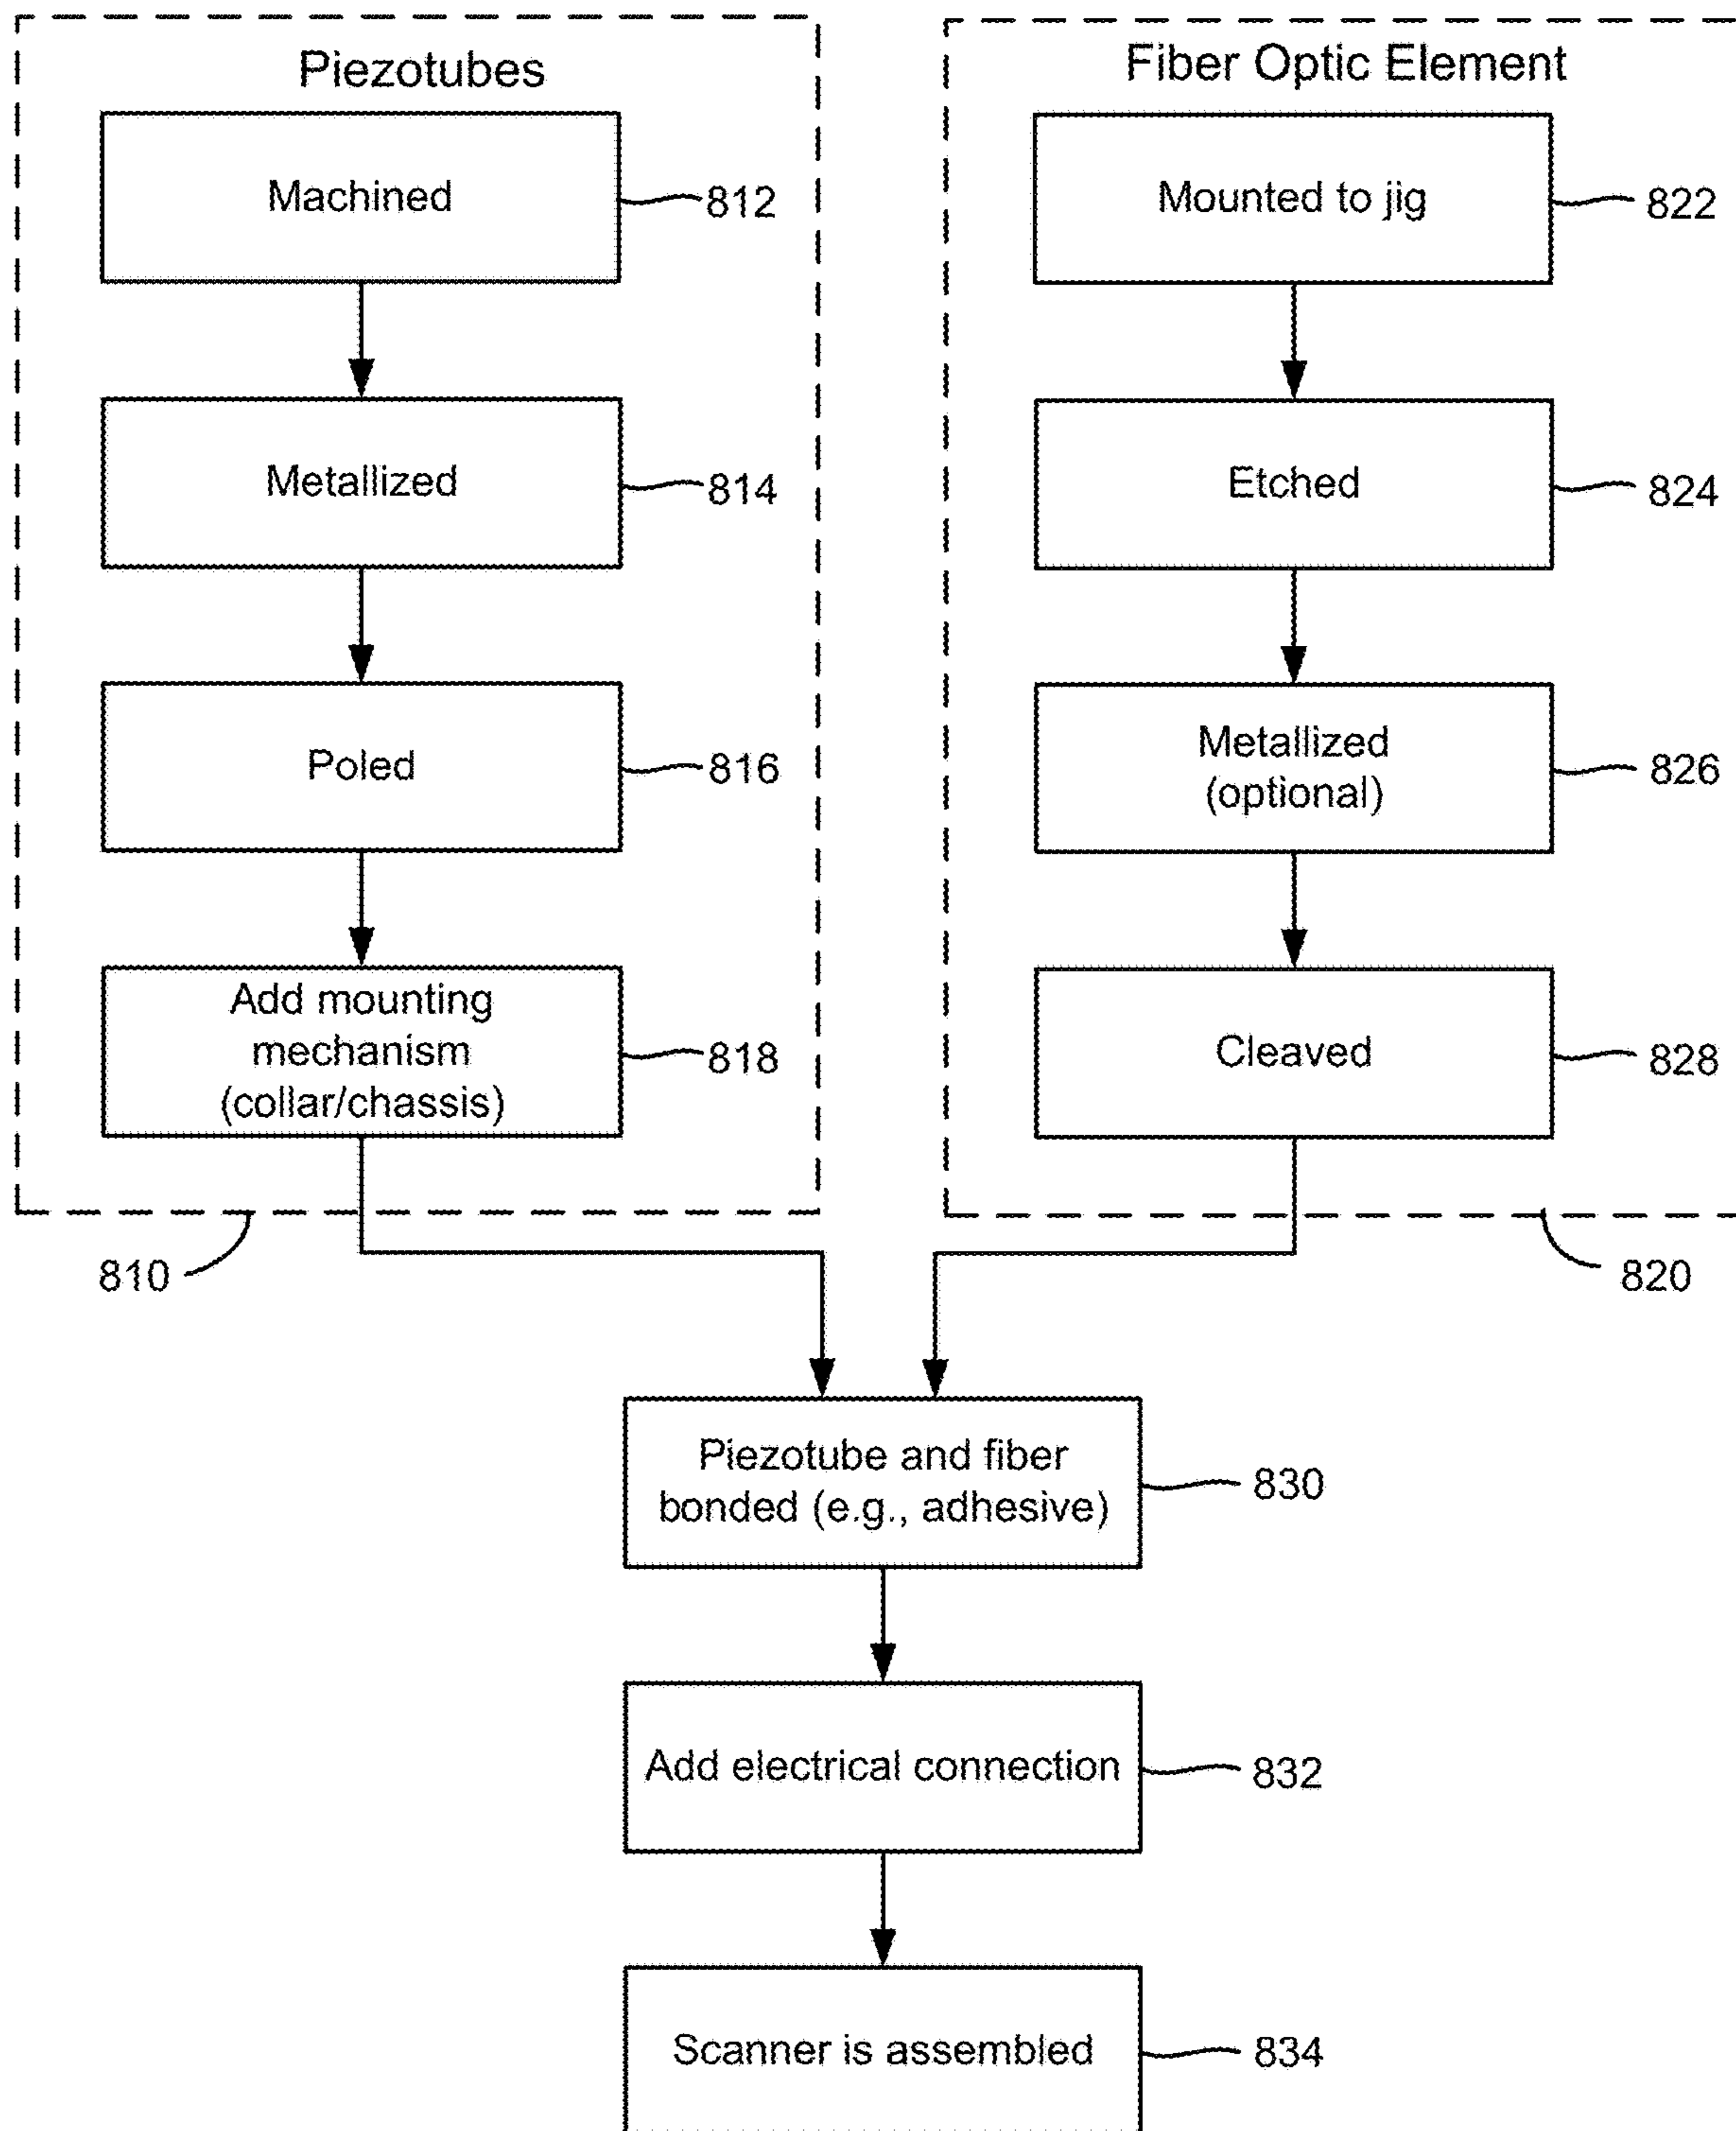 Piezotubes
Machined
812
Metallized
814
Poled
816
Add mounting
mechanism
(collar/chassis)
818
810
Fiber Optic Element
Mounted to jig
822
Etched
824
Metallized
(optional)
826
Cleaved
828
820
Piezotube and fiber
bonded (e.g., adhesive)
830
Add electrical connection
832
Scanner is assembled
834